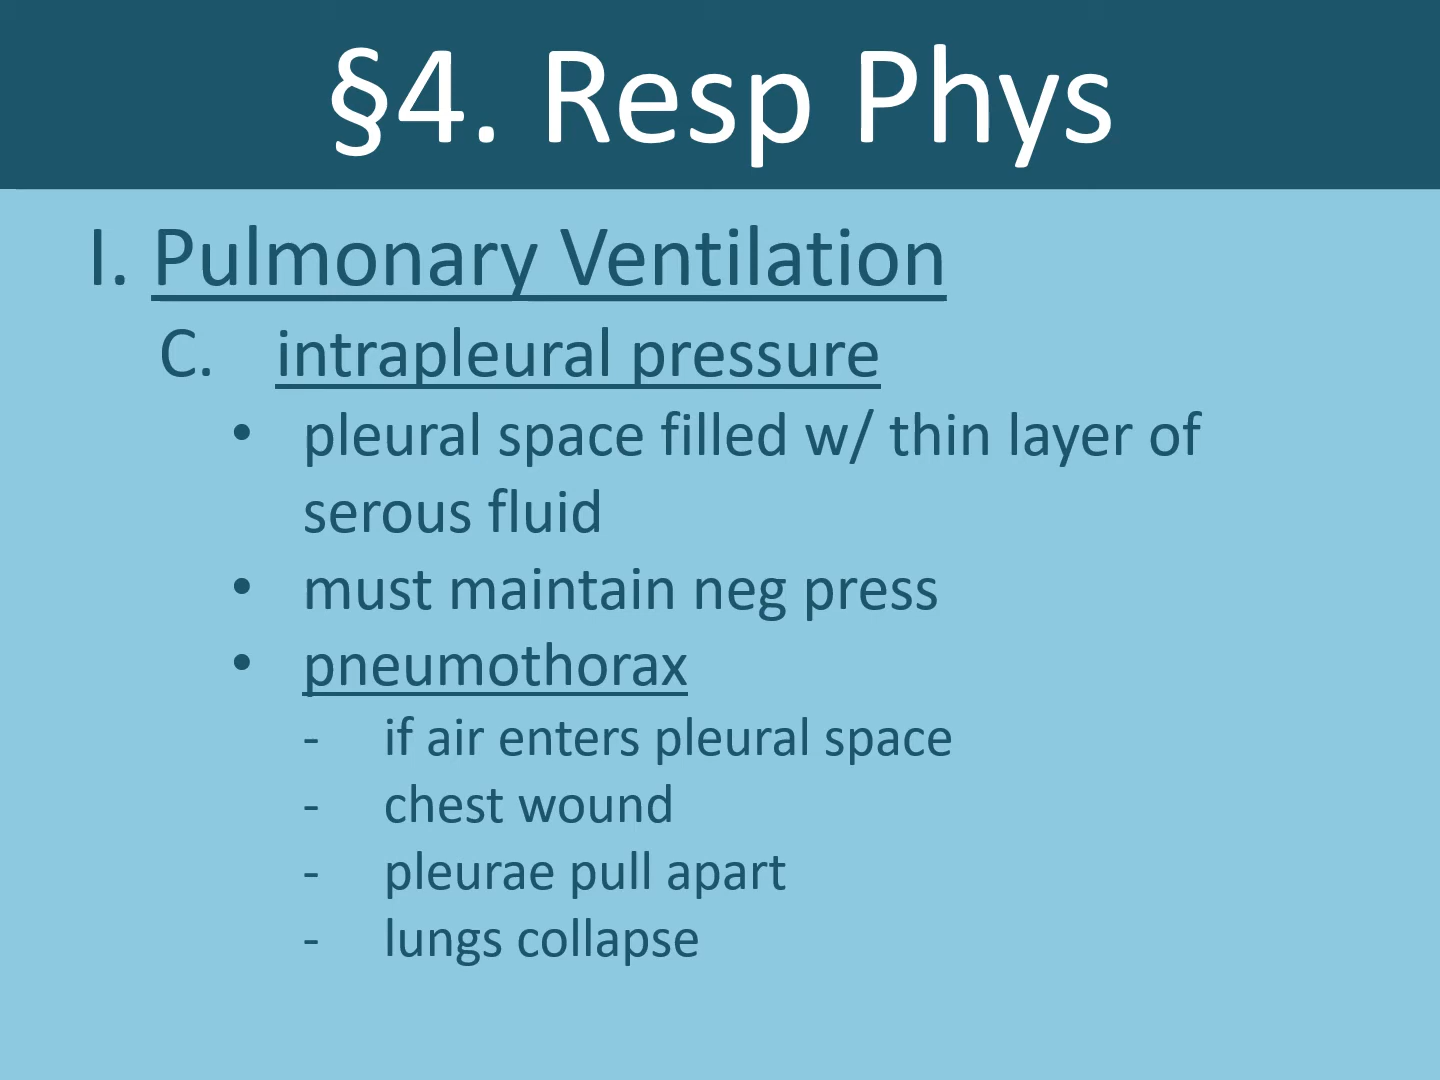 §4. Resp Phys
I. Pulmonary Ventilation
C. intrapleural pressure
• pleural space filled w/ thin layer of
serous fluid
• must maintain neg press
• pneumothorax
- if air enters pleural space
- chest wound
- pleurae pull apart
- lungs collapse